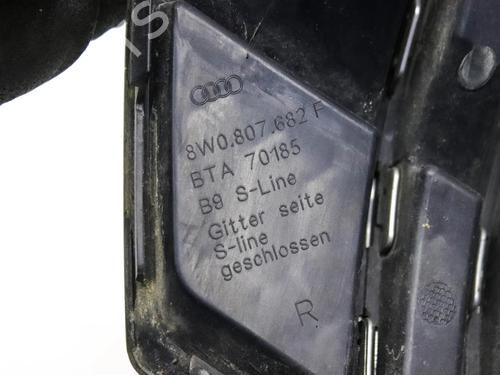 8W0.807.682 F
BTA 70185
B9 S-Line
Gitter seite
S-line
geschlossen
R